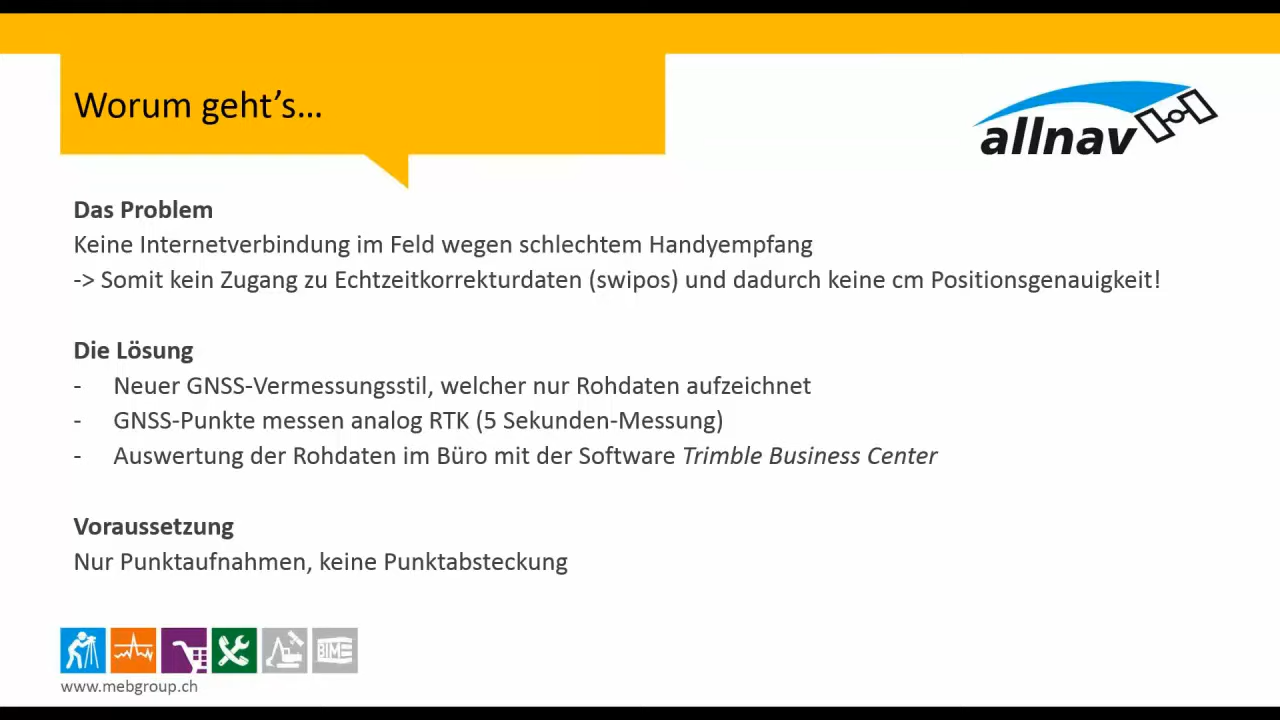 Worum geht's...
allnav
Das Problem
Keine Internetverbindung im Feld wegen schlechtem Handyempfang
-> Somit kein Zugang zu Echtzeitkorrekturdaten (swipos) und dadurch keine cm Positionsgenauigkeit!
Die Lösung
- Neuer GNSS-Vermessungsstil, welcher nur Rohdaten aufzeichnet
- GNSS-Punkte messen analog RTK (5 Sekunden-Messung)
- Auswertung der Rohdaten im Büro mit der Software Trimble Business Center
Voraussetzung
Nur Punktaufnahmen, keine Punktabsteckung
BIM
www.mebgroup.ch